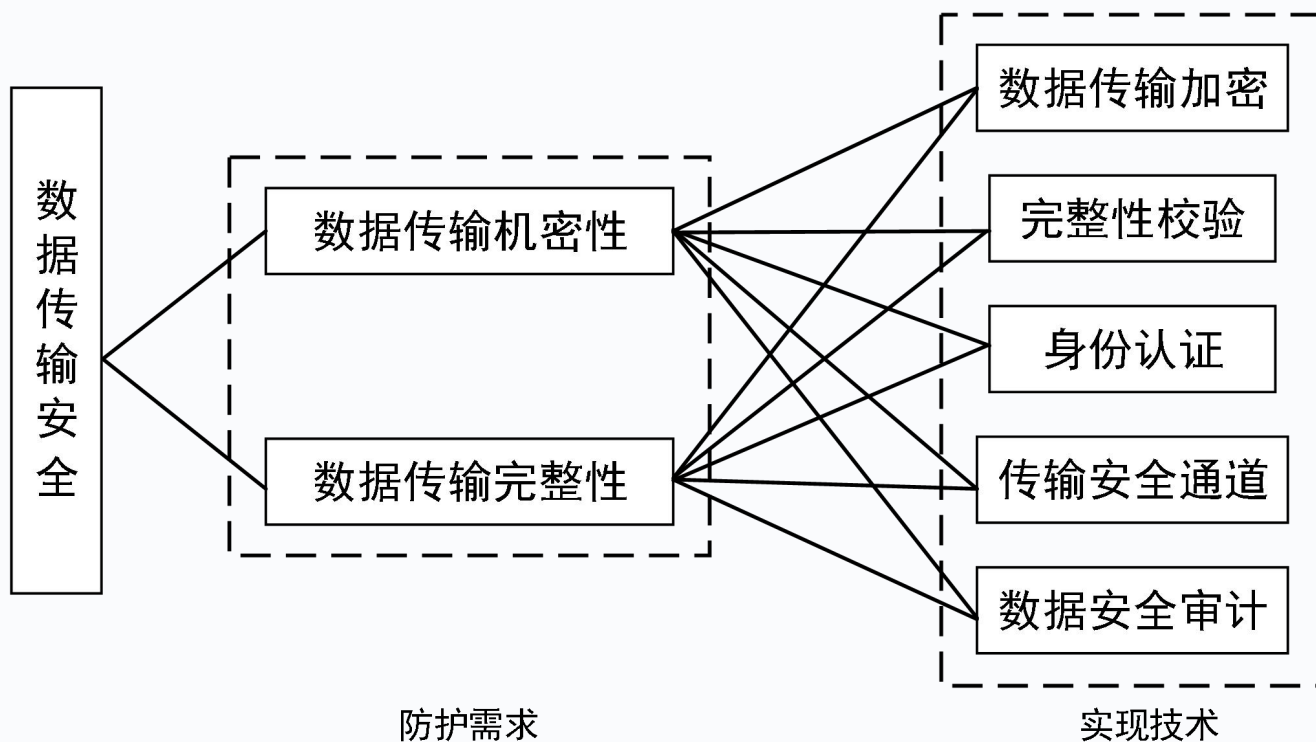 数据传输安全
数据传输机密性
数据传输完整性
数据传输加密
完整性校验
身份认证
传输安全通道
数据安全审计
防护需求
实现技术